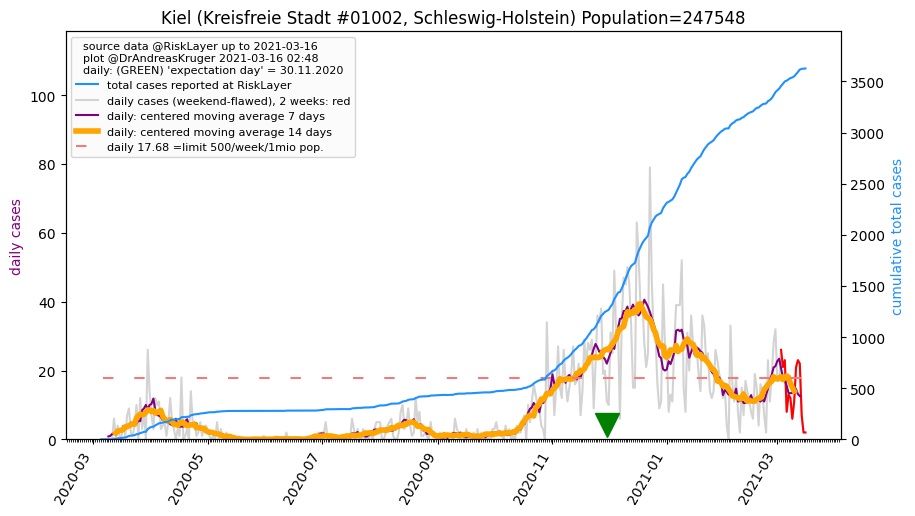 Kiel (Kreisfreie Stadt #01002, Schleswig-Holstein) Population=247548
source data @RiskLayer up to 2021-03-16
plot @DrAndreasKruger 2021-03-16 02:48
daily: (GREEN) 'expectation day' = 30.11.2020
total cases reported at RiskLayer
daily cases (weekend-flawed), 2 weeks: red
daily: centered moving average 7 days
daily: centered moving average 14 days
daily 17.68 =limit 500/week/1mio pop.
daily cases
100
80
60
40
20
0
cumulative total cases
3500
3000
2500
2000
1500
1000
500
0
2020-03
2020-05
2020-07
2020-09
2020-11
2021-01
2021-03